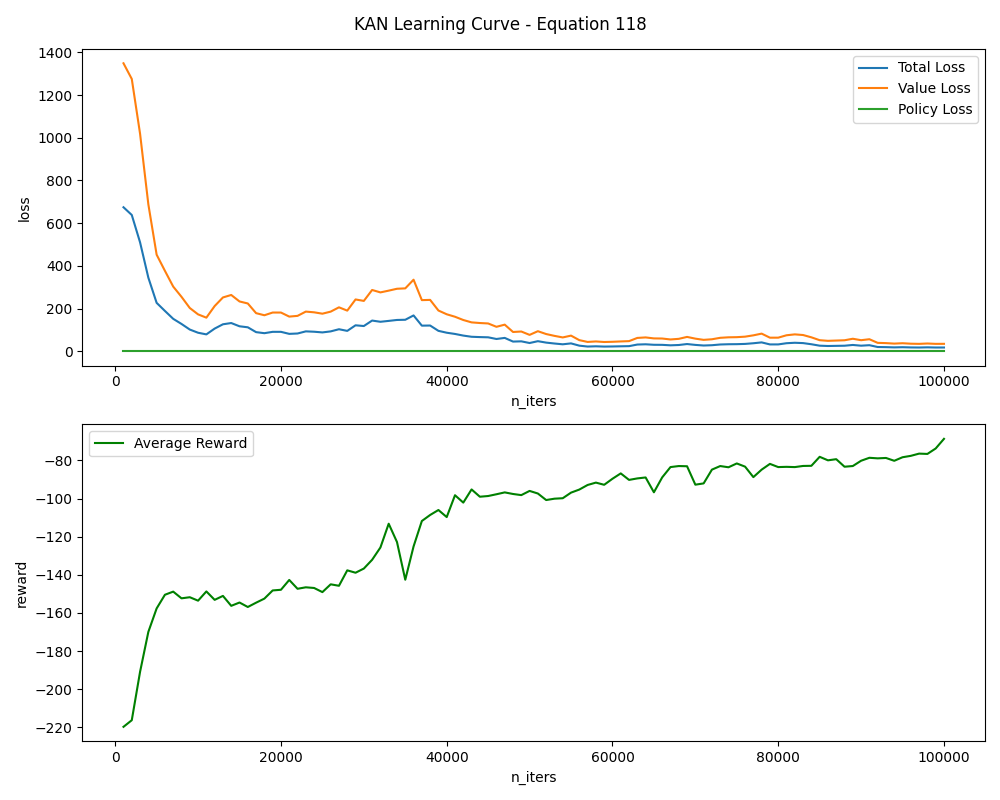 KAN Learning Curve - Equation 118
1400
1200
1000
800
600
400
200
0
loss
Total Loss
Value Loss
Policy Loss
0 20000 40000 60000 80000 100000
n_iters
Average Reward
−80
−100
−120
−140
−160
−180
−200
−220
reward
0 20000 40000 60000 80000 100000
n_iters